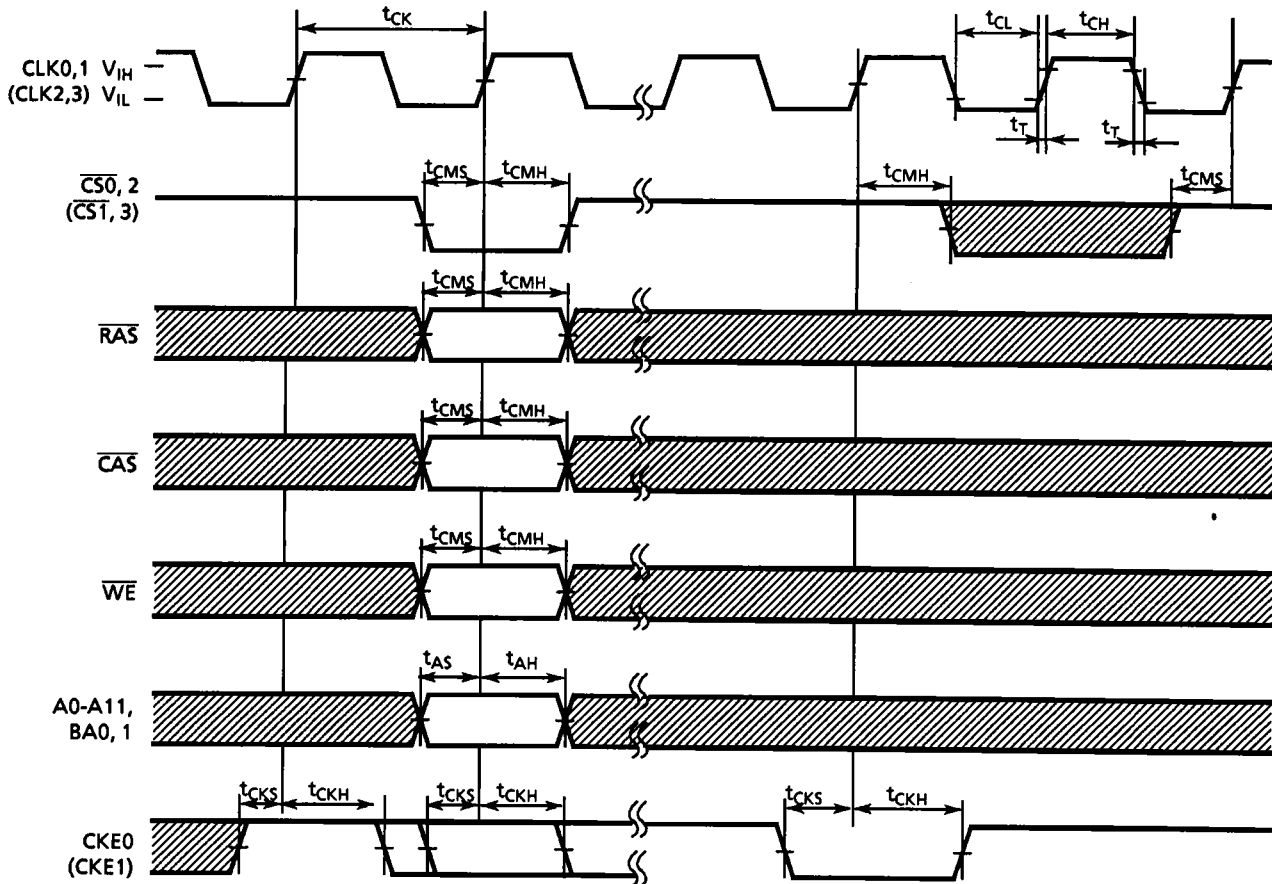 tCK
tCL tCH
CLK0,1 VIH
(CLK2,3) VIL
tT tT
tCMS tCMH tCMH tCMS
CS0, 2
(CS1, 3)
tCMS tCMH
RAS
tCMS tCMH
CAS
tCMS tCMH
WE
tAS tAH
A0-A11,
BA0, 1
tCKS tCKH tCKS tCKH tCKS tCKH
CKE0
(CKE1)